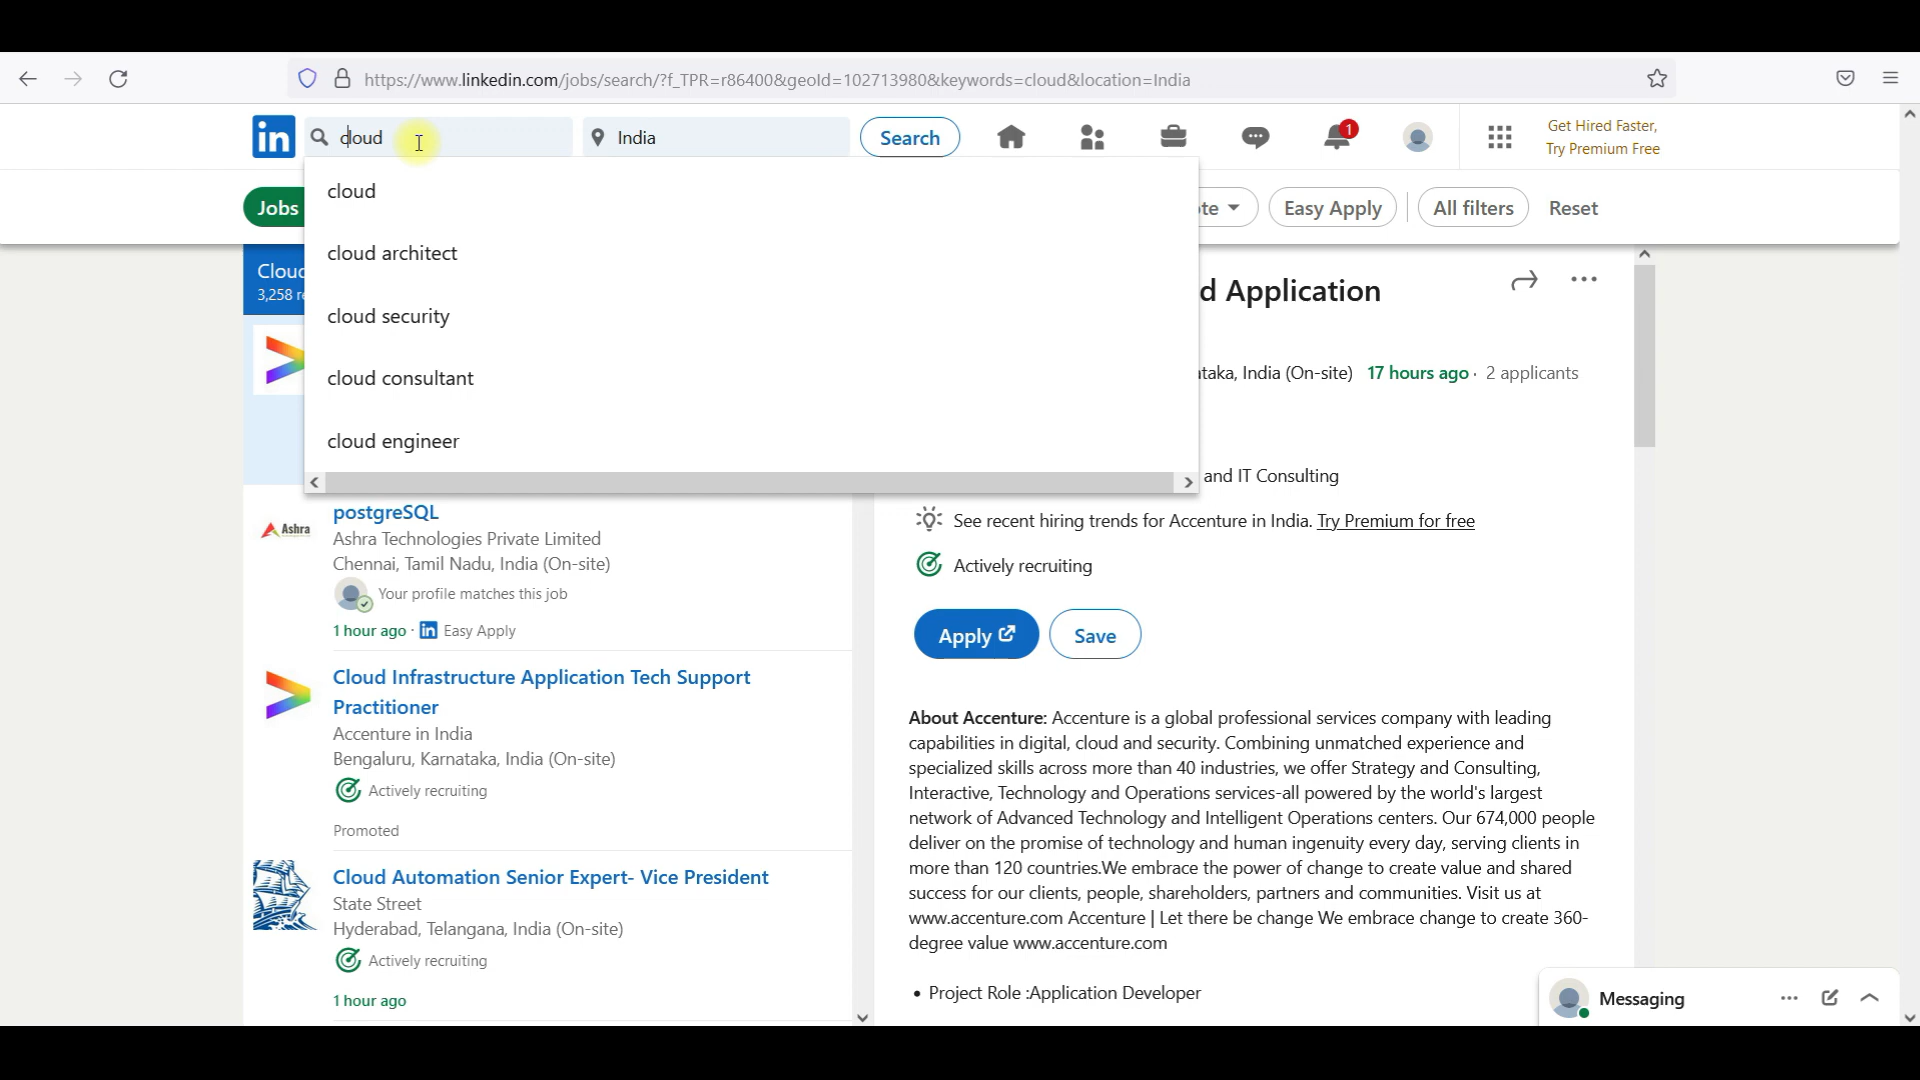 https://www.linkedin.com/jobs/search/?f_TPR=r86400&geoId=102713980&keywords=cloud&location=India
in
cloud
India
Search
1
Get Hired Faster,
Try Premium Free
Jobs
Easy Apply
All filters
Reset
cloud
cloud architect
cloud security
cloud consultant
cloud engineer
3,258
d Application
India (On-site) 17 hours ago · 2 applicants
and IT Consulting
See recent hiring trends for Accenture in India. Try Premium for free
Actively recruiting
Apply
Save
Ashra
postgreSQL
Ashra Technologies Private Limited
Chennai, Tamil Nadu, India (On-site)
Your profile matches this job
1 hour ago · in Easy Apply
Cloud Infrastructure Application Tech Support
Practitioner
Accenture in India
Bengaluru, Karnataka, India (On-site)
Actively recruiting
Promoted
Cloud Automation Senior Expert- Vice President
State Street
Hyderabad, Telangana, India (On-site)
Actively recruiting
1 hour ago
About Accenture: Accenture is a global professional services company with leading
capabilities in digital, cloud and security. Combining unmatched experience and
specialized skills across more than 40 industries, we offer Strategy and Consulting,
Interactive, Technology and Operations services-all powered by the world's largest
network of Advanced Technology and Intelligent Operations centers. Our 674,000 people
deliver on the promise of technology and human ingenuity every day, serving clients in
more than 120 countries.We embrace the power of change to create value and shared
success for our clients, people, shareholders, partners and communities. Visit us at
www.accenture.com Accenture | Let there be change We embrace change to create 360-
degree value www.accenture.com
• Project Role :Application Developer
Messaging